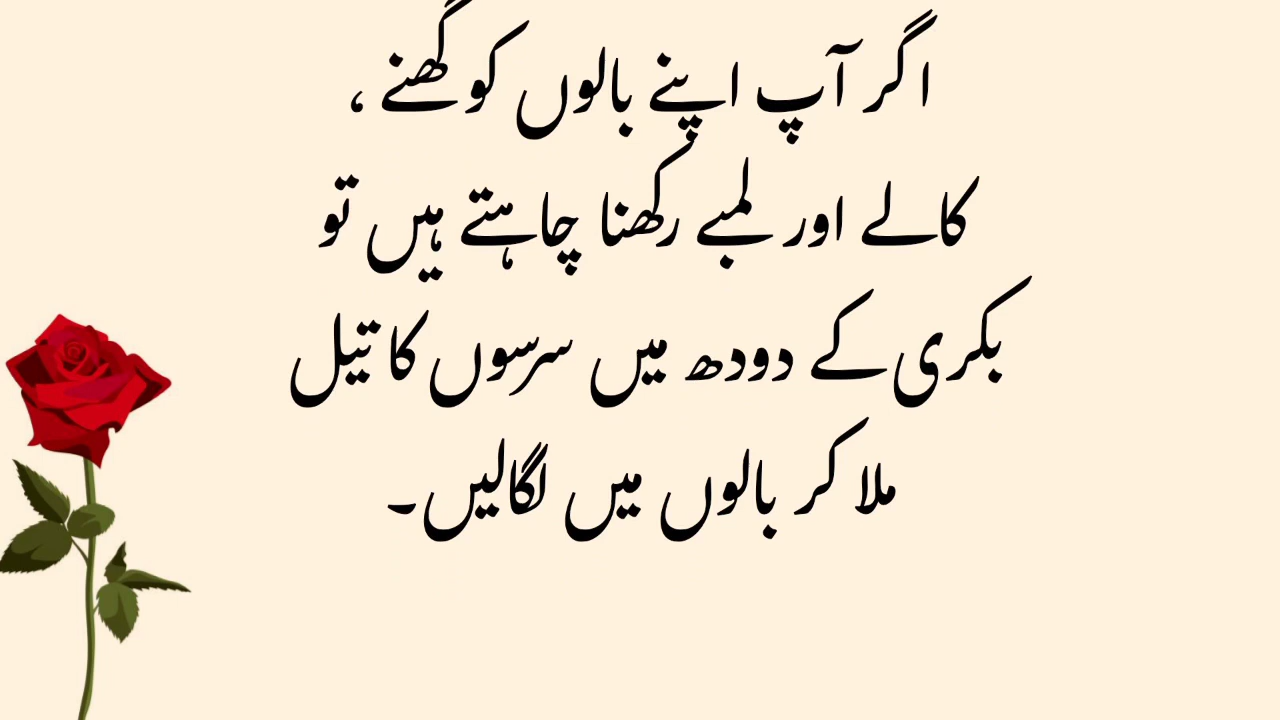 اگر آپ اپنے بالوں کو گھنے ،
کالے اور لمبے رکھنا چاہتے ہیں تو
بکری کے دودھ میں سرسوں کا تیل
ملا کر بالوں میں لگالیں۔